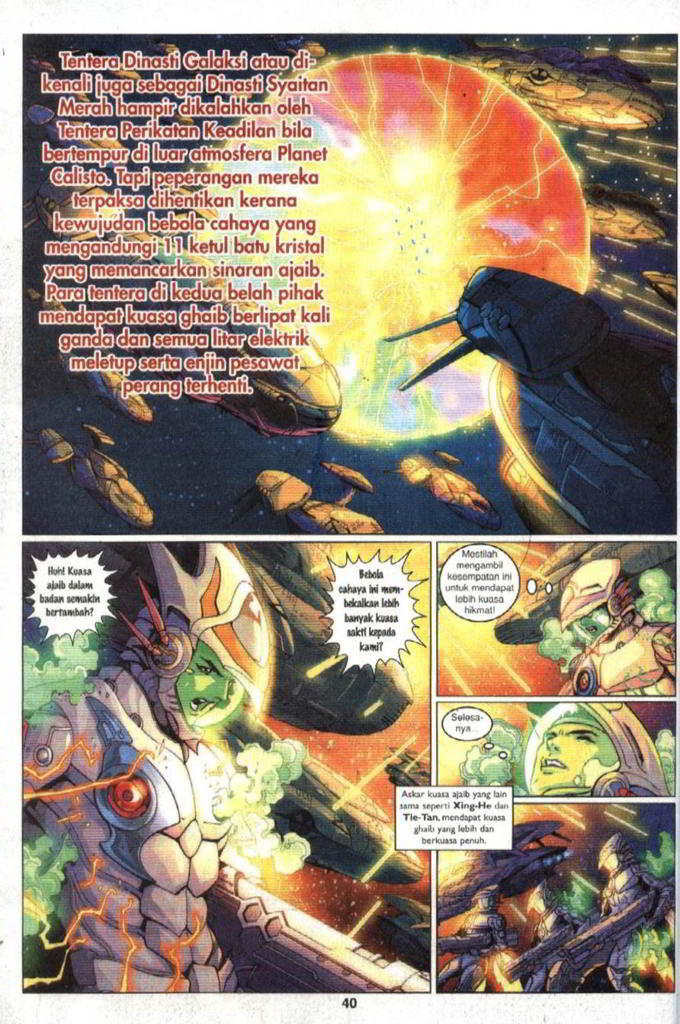 Tentera Dinasti Galaksi atau di-
kenali juga sebagai Dinasti Syaitan
Merah hampir dikalahkan oleh
Tentera Perikatan Keadilan bila
bertempur di luar atmosfera Planet
Calisto. Tapi peperangan mereka
terpaksa dihentikan kerana
kewujudan bebola cahaya yang
mengandungi 11 ketul batu kristal
yang memancarkan sinaran ajaib.
Para tentera di kedua belah pihak
mendapat kuasa ghaib berlipat kali
ganda dan semua litar elektrik
meletup serta enjin pesawat
perang terhenti.
Huh! Kuasa
ajaib dalam
badan semakin
bertambah?
Bebola
cahaya ini mem-
bekalkan lebih
banyak kuasa
sakti kepada
kami?
Mestilah
mengambil
kesempatan ini
untuk mendapat
lebih kuasa
hikmat!
Selesa-
nya...
Askar kuasa ajaib yang lain
sama seperti Xing-He dan
Tie-Tan, mendapat kuasa
ghaib yang lebih dan
berkuasa penuh.
40